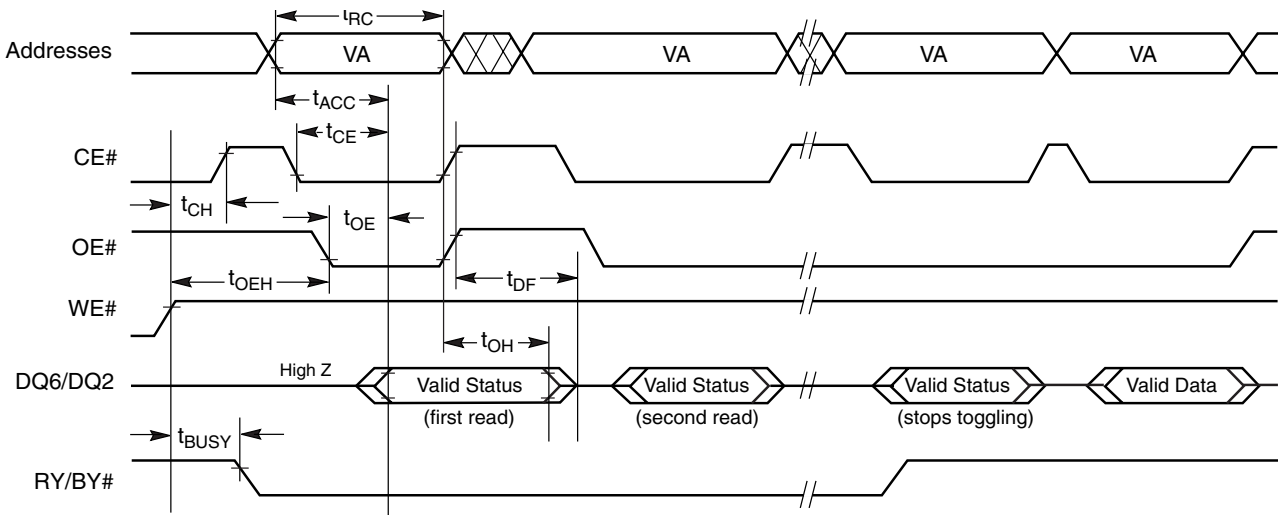 tRC
Addresses VA VA VA VA
tACC
tCE
CE#
tCH tOE
OE#
tOEH tDF
WE#
tOH
High Z
DQ6/DQ2 Valid Status Valid Status Valid Status Valid Data
(first read) (second read) (stops toggling)
tBUSY
RY/BY#